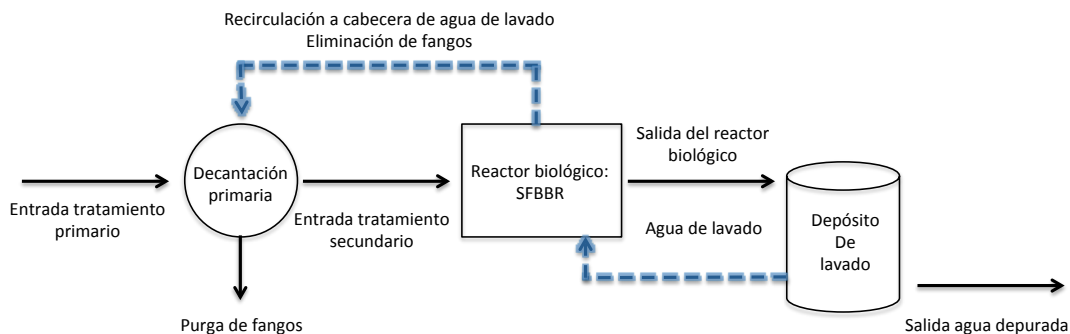 Recirculación a cabecera de agua de lavado
Eliminación de fangos
Entrada tratamiento
primario
Decantación
primaria
Entrada tratamiento
secundario
Reactor biológico:
SFBBR
Salida del reactor
biológico
Agua de lavado
Depósito
De
lavado
Purga de fangos
Salida agua depurada